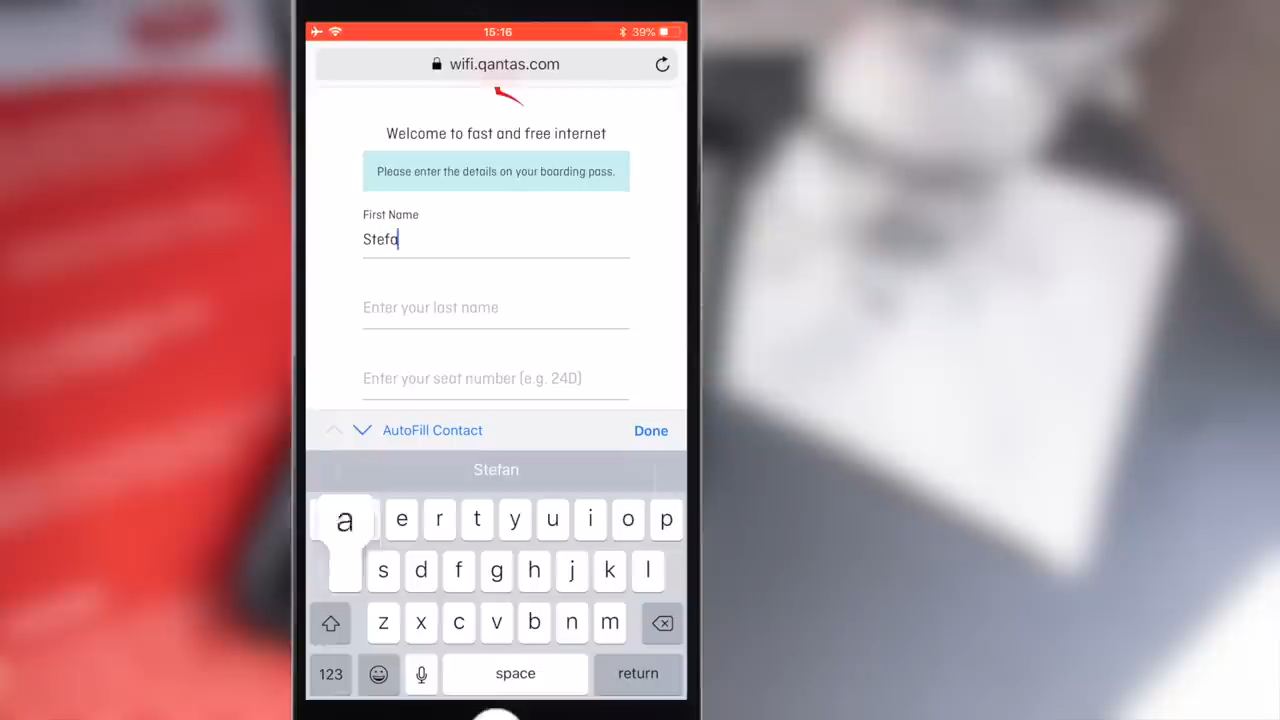 15:16
39%
wifi.qantas.com
Welcome to fast and free internet
Please enter the details on your boarding pass.
First Name
Stefa
Enter your last name
Enter your seat number (e.g. 24D)
AutoFill Contact
Done
Stefan
a e r t y u i o p
s d f g h j k l
z x c v b n m
123
space
return